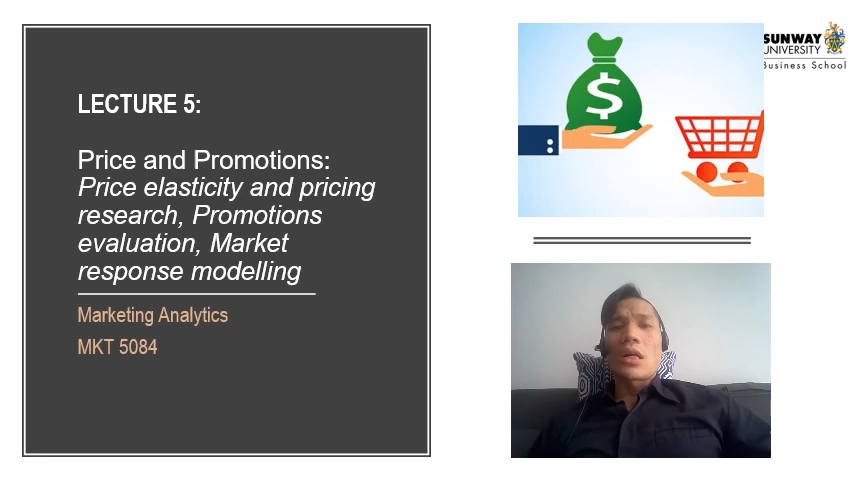 LECTURE 5:
Price and Promotions:
Price elasticity and pricing
research, Promotions
evaluation, Market
response modelling
Marketing Analytics
MKT 5084
$
SUNWAY
UNIVERSITY
Business School